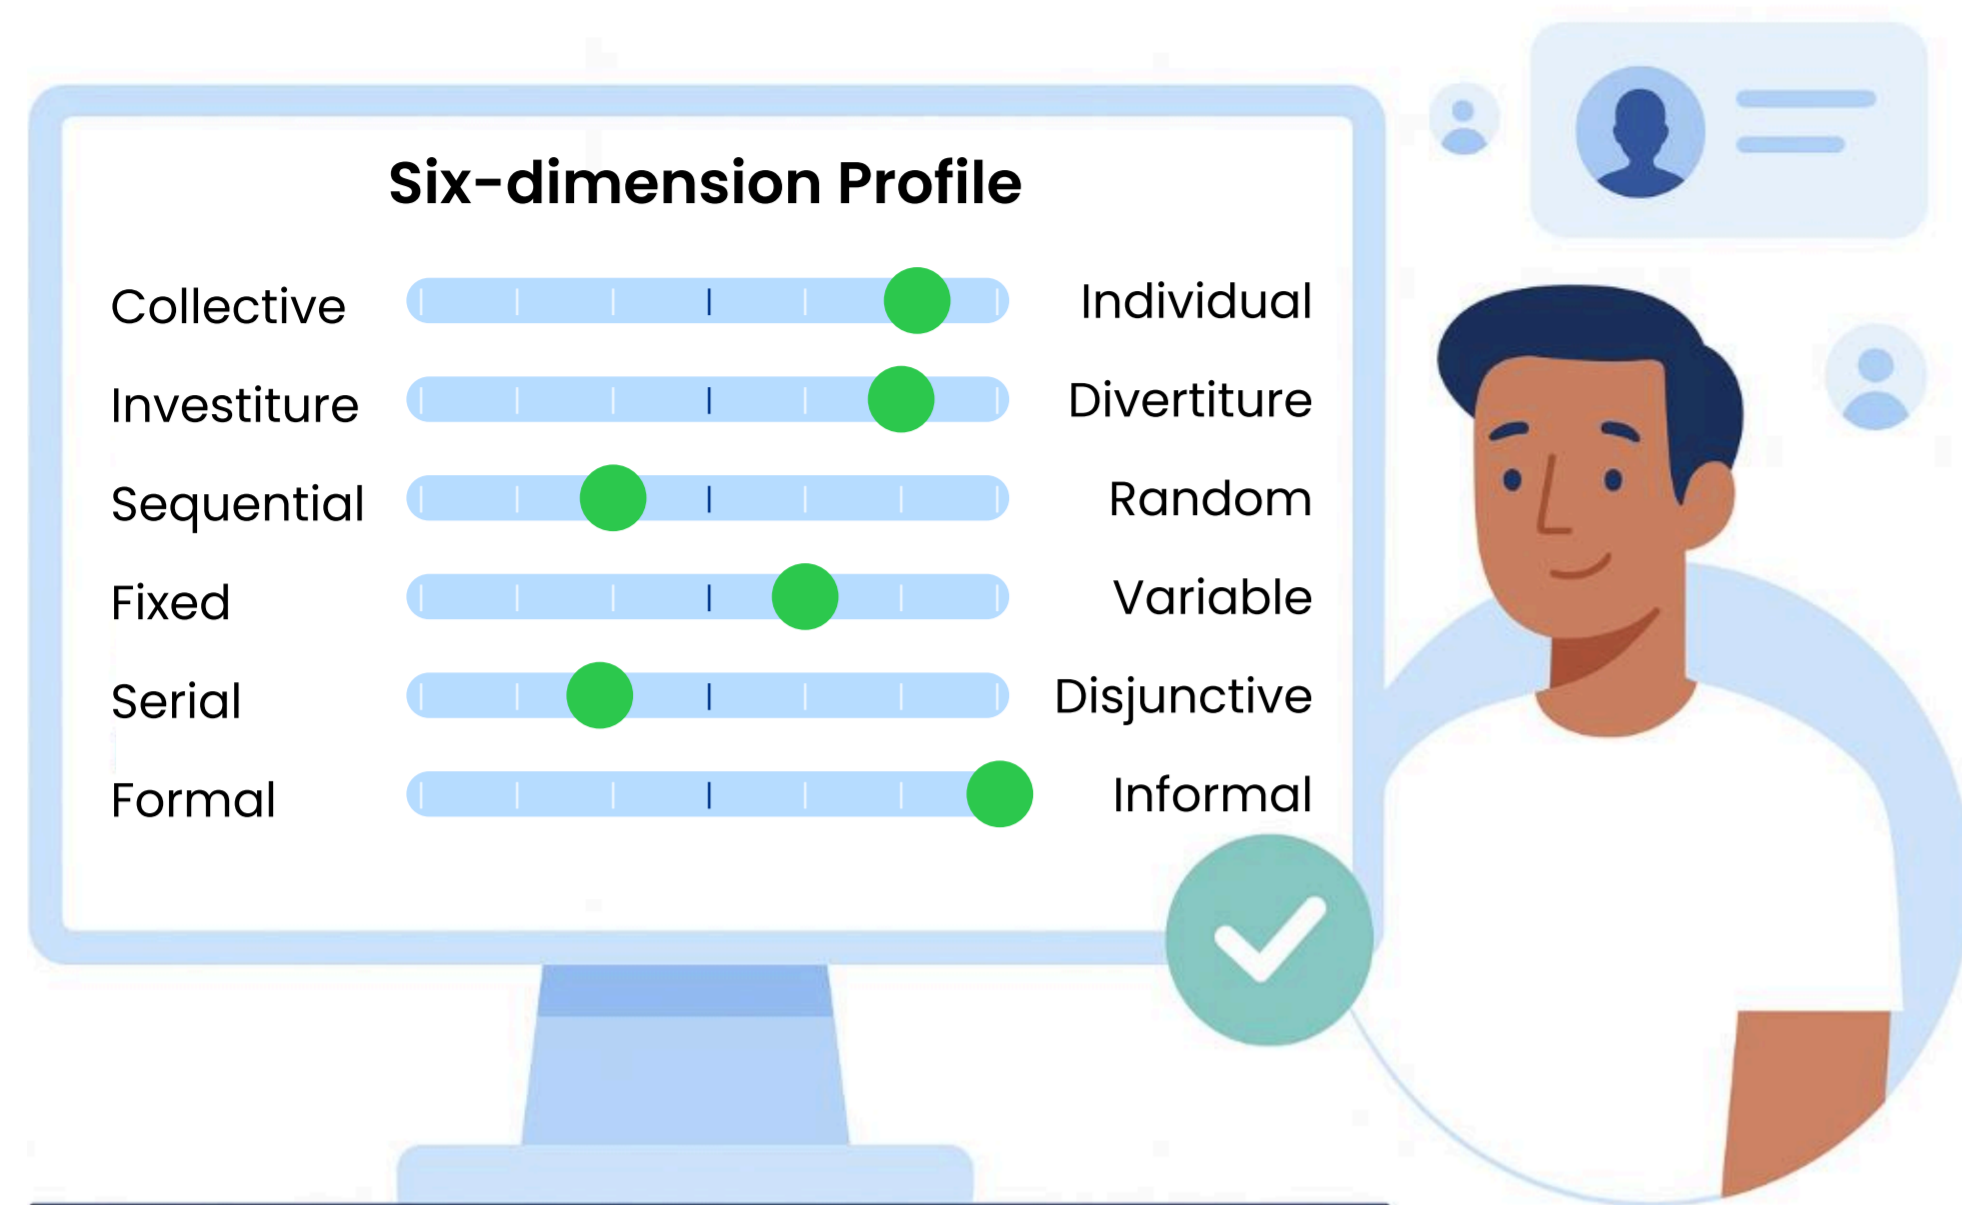 Six-dimension Profile
Collective Individual
Investiture Divertiture
Sequential Random
Fixed Variable
Serial Disjunctive
Formal Informal